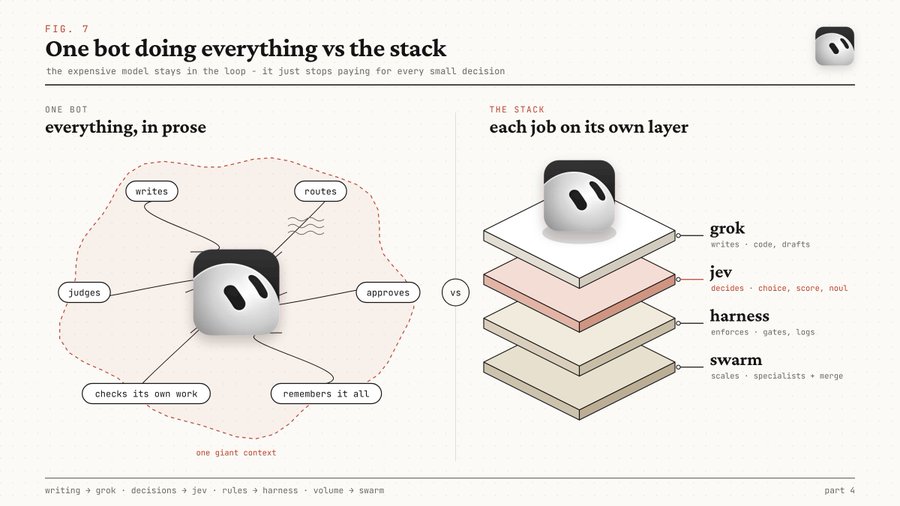 FIG. 7
One bot doing everything vs the stack
the expensive model stays in the loop - it just stops paying for every small decision
ONE BOT
everything, in prose
writes
routes
judges
approves
checks its own work
remembers it all
one giant context
vs
THE STACK
each job on its own layer
grok
writes · code, drafts
jev
decides · choice, score, noul
harness
enforces · gates, logs
swarm
scales · specialists + merge
writing → grok · decisions → jev · rules → harness · volume → swarm
part 4